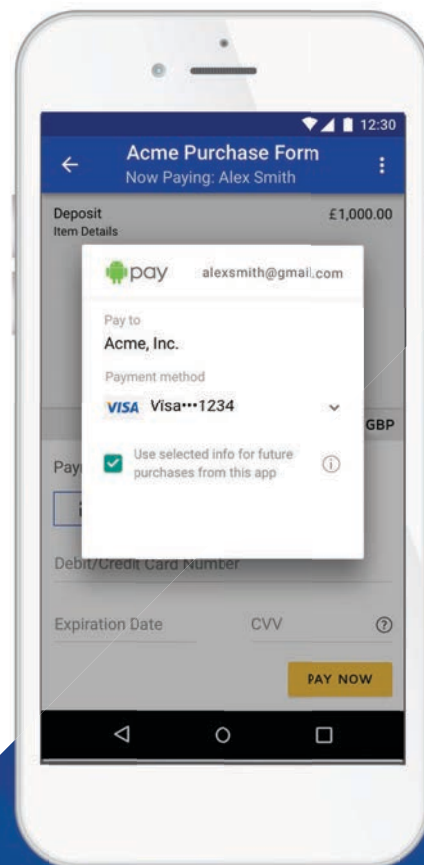 12:30
Acme Purchase Form
Now Paying: Alex Smith
Deposit £1,000.00
Item Details
pay alexsmith@gmail.com
Pay to
Acme, Inc.
Payment method
VISA Visa•••1234
GBP
Use selected info for future
purchases from this app
Debit/Credit Card Number
Expiration Date CVV
PAY NOW